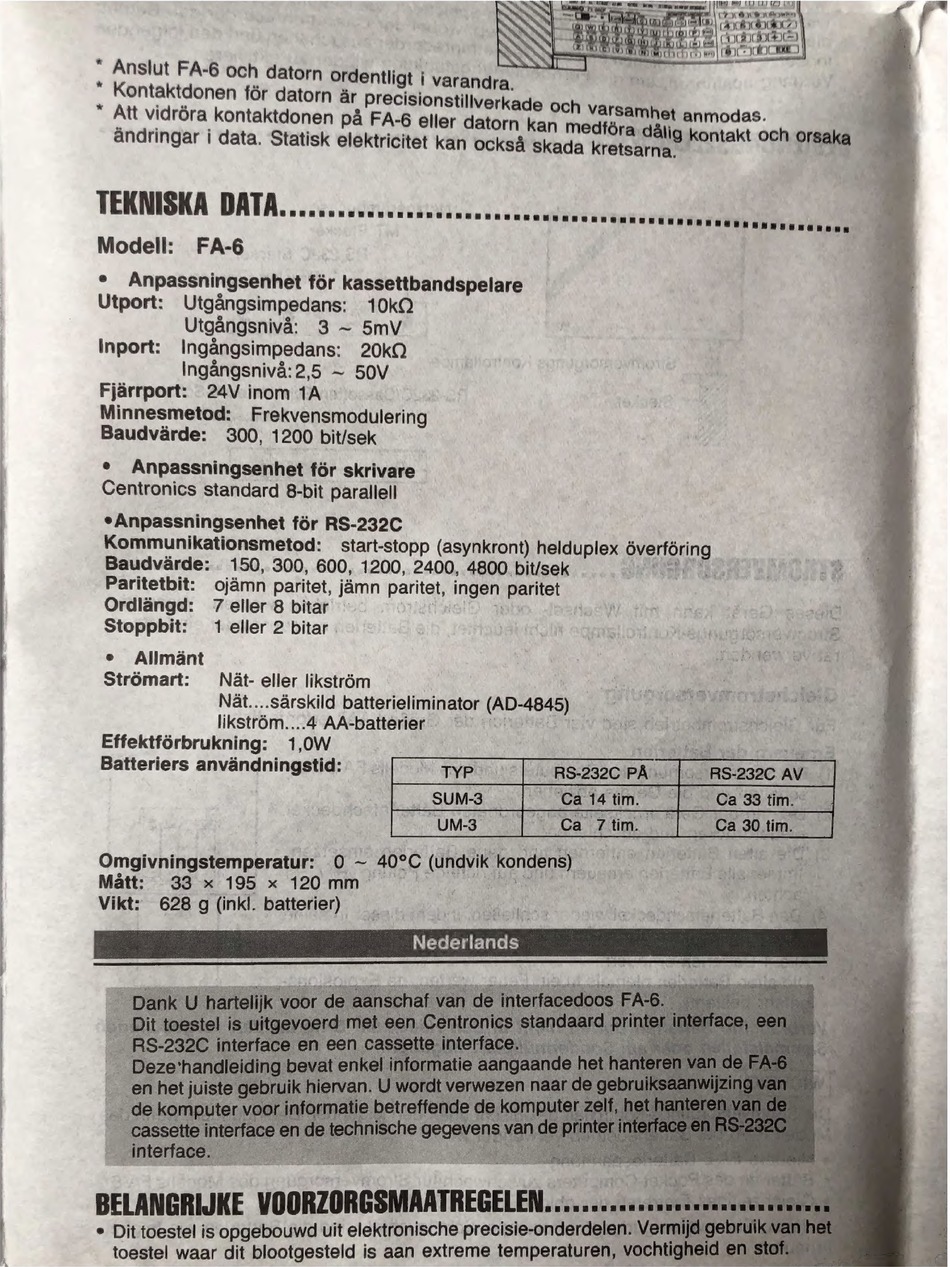 * Anslut FA-6 och datorn ordentligt i varandra.
* Kontaktdonen för datorn är precisionstillverkade och varsamhet anmodas.
* Att vidröra kontaktdonen på FA-6 eller datorn kan medföra dålig kontakt och orsaka
ändringar i data. Statisk elektricitet kan också skada kretsarna.
TEKNISKA DATA
Modell: FA-6
• Anpassningsenhet för kassettbandspelare
Utport: Utgångsimpedans: 10kΩ
Utgångsnivå: 3 ~ 5mV
Inport: Ingångsimpedans: 20kΩ
Ingångsnivå: 2,5 ~ 50V
Fjärrport: 24V inom 1A
Minnesmetod: Frekvensmodulering
Baudvärde: 300, 1200 bit/sek
• Anpassningsenhet för skrivare
Centronics standard 8-bit parallell
•Anpassningsenhet för RS-232C
Kommunikationsmetod: start-stopp (asynkront) helduplex överföring
Baudvärde: 150, 300, 600, 1200, 2400, 4800 bit/sek
Paritetbit: ojämn paritet, jämn paritet, ingen paritet
Ordlängd: 7 eller 8 bitar
Stoppbit: 1 eller 2 bitar
• Allmänt
Strömart: Nät- eller likström
Nät....särskild batterieliminator (AD-4845)
likström....4 AA-batterier
Effektförbrukning: 1,0W
Batteriers användningstid:
TYP RS-232C PÅ RS-232C AV
SUM-3 Ca 14 tim. Ca 33 tim.
UM-3 Ca 7 tim. Ca 30 tim.
Omgivningstemperatur: 0 ~ 40°C (undvik kondens)
Mått: 33 × 195 × 120 mm
Vikt: 628 g (inkl. batterier)
Nederlands
Dank U hartelijk voor de aanschaf van de interfacedoos FA-6.
Dit toestel is uitgevoerd met een Centronics standaard printer interface, een
RS-232C interface en een cassette interface.
Deze handleiding bevat enkel informatie aangaande het hanteren van de FA-6
en het juiste gebruik hiervan. U wordt verwezen naar de gebruiksaanwijzing van
de komputer voor informatie betreffende de komputer zelf, het hanteren van de
cassette interface en de technische gegevens van de printer interface en RS-232C
interface.
BELANGRIJKE VOORZORGSMAATREGELEN
• Dit toestel is opgebouwd uit elektronische precisie-onderdelen. Vermijd gebruik van het
toestel waar dit blootgesteld is aan extreme temperaturen, vochtigheid en stof.